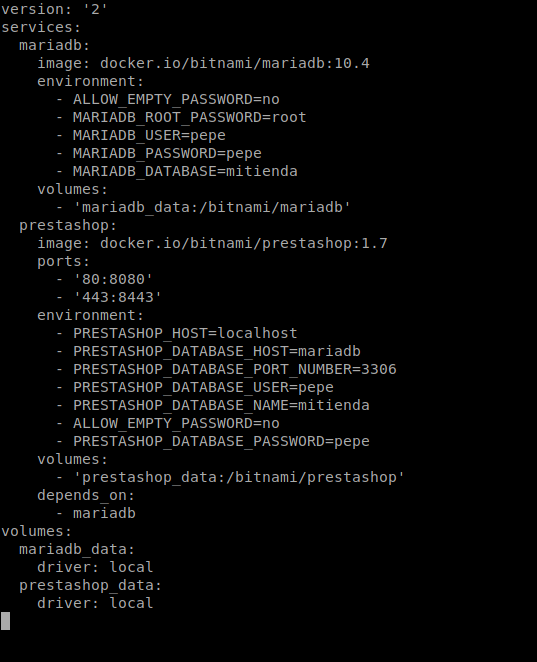 version: '2'
services:
  mariadb:
    image: docker.io/bitnami/mariadb:10.4
    environment:
      - ALLOW_EMPTY_PASSWORD=no
      - MARIADB_ROOT_PASSWORD=root
      - MARIADB_USER=pepe
      - MARIADB_PASSWORD=pepe
      - MARIADB_DATABASE=mitienda
    volumes:
      - 'mariadb_data:/bitnami/mariadb'
  prestashop:
    image: docker.io/bitnami/prestashop:1.7
    ports:
      - '80:8080'
      - '443:8443'
    environment:
      - PRESTASHOP_HOST=localhost
      - PRESTASHOP_DATABASE_HOST=mariadb
      - PRESTASHOP_DATABASE_PORT_NUMBER=3306
      - PRESTASHOP_DATABASE_USER=pepe
      - PRESTASHOP_DATABASE_NAME=mitienda
      - ALLOW_EMPTY_PASSWORD=no
      - PRESTASHOP_DATABASE_PASSWORD=pepe
    volumes:
      - 'prestashop_data:/bitnami/prestashop'
    depends_on:
      - mariadb
volumes:
  mariadb_data:
    driver: local
  prestashop_data:
    driver: local